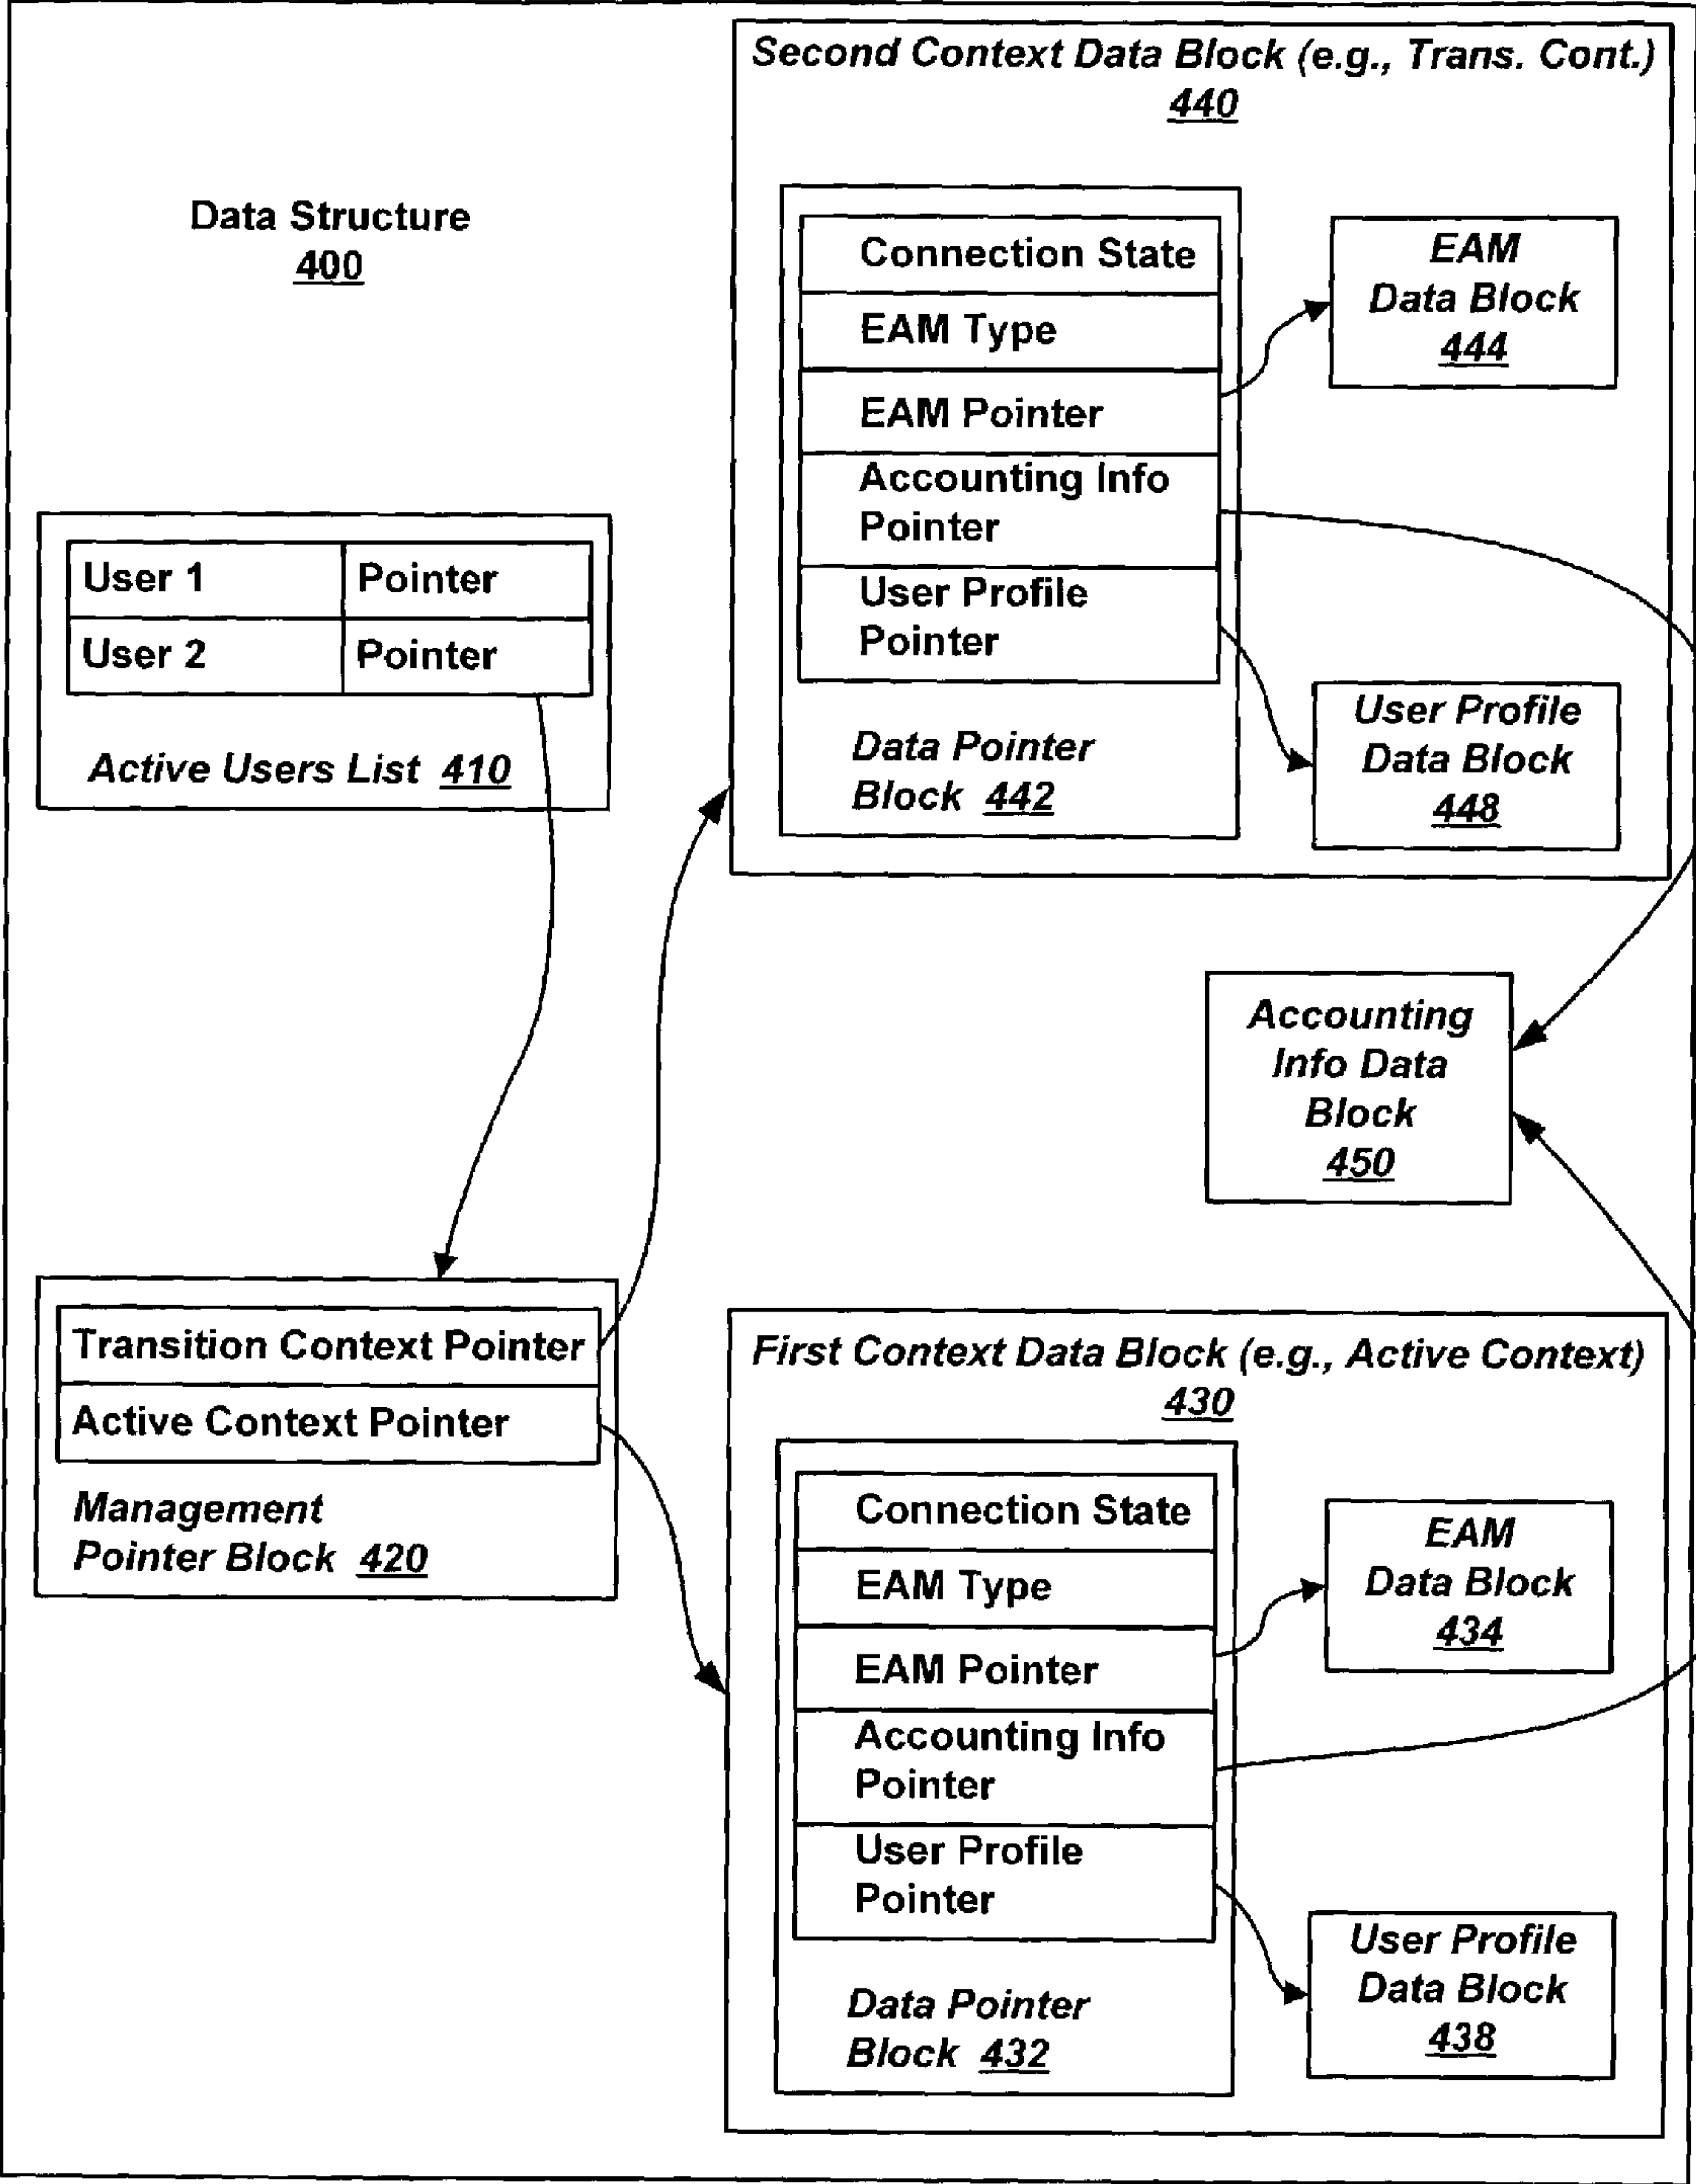 Data Structure
400
User 1 Pointer
User 2 Pointer
Active Users List 410
Transition Context Pointer
Active Context Pointer
Management
Pointer Block 420
Second Context Data Block (e.g., Trans. Cont.)
440
Connection State
EAM Type
EAM Pointer
Accounting Info
Pointer
User Profile
Pointer
Data Pointer
Block 442
EAM
Data Block
444
User Profile
Data Block
448
Accounting
Info Data
Block
450
First Context Data Block (e.g., Active Context)
430
Connection State
EAM Type
EAM Pointer
Accounting Info
Pointer
User Profile
Pointer
Data Pointer
Block 432
EAM
Data Block
434
User Profile
Data Block
438